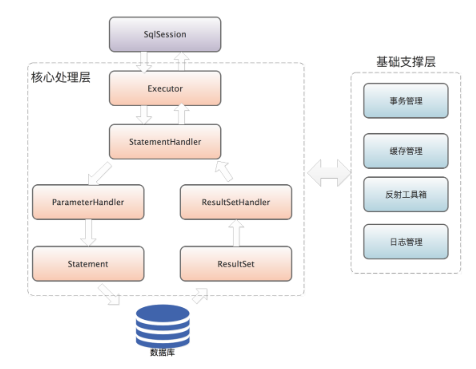 SqlSession
核心处理层
Executor
StatementHandler
ParameterHandler
ResultSetHandler
Statement
ResultSet
数据库
基础支撑层
事务管理
缓存管理
反射工具箱
日志管理